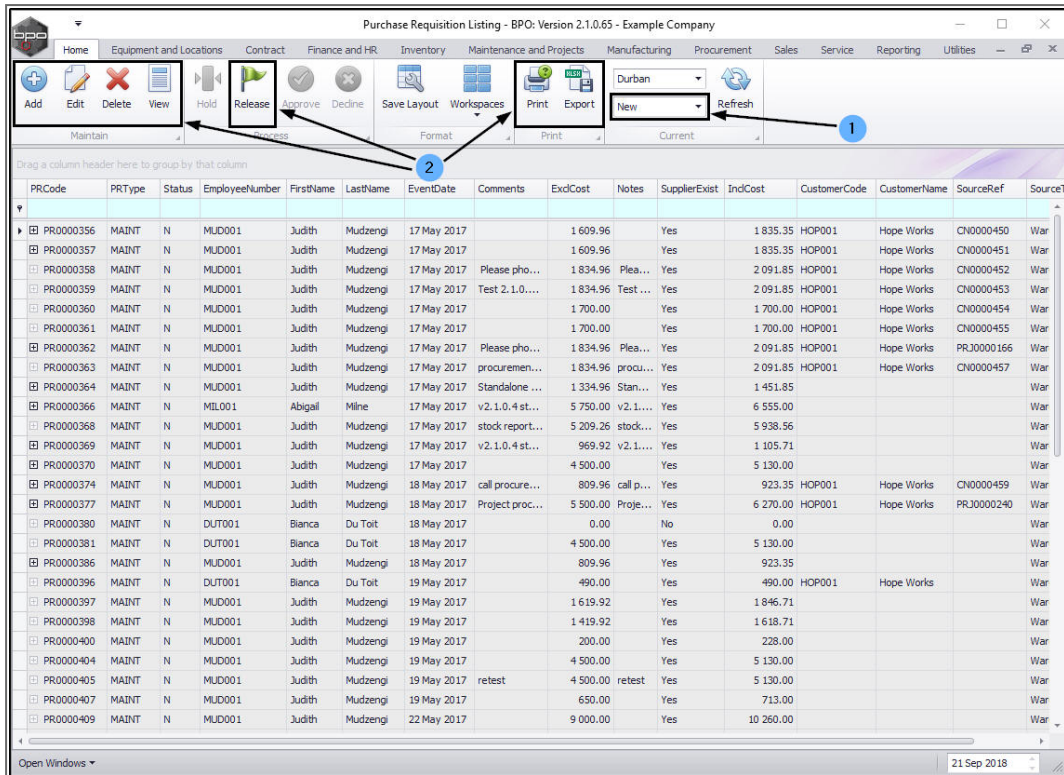 Purchase Requisition Listing - BPO: Version 2.1.0.65 - Example Company
bpo
Home Equipment and Locations Contract Finance and HR Inventory Maintenance and Projects Manufacturing Procurement Sales Service Reporting Utilities
Add Edit Delete View Hold Release Approve Decline Save Layout Workspaces Print Export Durban New Refresh
XLSX
1
Maintain Process Format Print Current
2
Drag a column header here to group by that column
PRCode PRType Status EmployeeNumber FirstName LastName EventDate Comments ExclCost Notes SupplierExist InclCost CustomerCode CustomerName SourceRef SourceT
PR0000356 MAINT N MUD001 Judith Mudzengi 17 May 2017 1 609.96 Yes 1 835.35 HOP001 Hope Works CN0000450 War
PR0000357 MAINT N MUD001 Judith Mudzengi 17 May 2017 1 609.96 Yes 1 835.35 HOP001 Hope Works CN0000451 War
PR0000358 MAINT N MUD001 Judith Mudzengi 17 May 2017 Please pho... 1 834.96 Plea... Yes 2 091.85 HOP001 Hope Works CN0000452 War
PR0000359 MAINT N MUD001 Judith Mudzengi 17 May 2017 Test 2.1.0.... 1 834.96 Test ... Yes 2 091.85 HOP001 Hope Works CN0000453 War
PR0000360 MAINT N MUD001 Judith Mudzengi 17 May 2017 1 700.00 Yes 1 700.00 HOP001 Hope Works CN0000454 War
PR0000361 MAINT N MUD001 Judith Mudzengi 17 May 2017 1 700.00 Yes 1 700.00 HOP001 Hope Works CN0000455 War
PR0000362 MAINT N MUD001 Judith Mudzengi 17 May 2017 Please pho... 1 834.96 Plea... Yes 2 091.85 HOP001 Hope Works PRJ0000166 War
PR0000363 MAINT N MUD001 Judith Mudzengi 17 May 2017 procuremen... 1 834.96 procu... Yes 2 091.85 HOP001 Hope Works CN0000457 War
PR0000364 MAINT N MUD001 Judith Mudzengi 17 May 2017 Standalone ... 1 334.96 Stan... Yes 1 451.85 War
PR0000366 MAINT N MIL001 Abigail Milne 17 May 2017 v2.1.0.4 st... 5 750.00 v2.1.... Yes 6 555.00 War
PR0000368 MAINT N MUD001 Judith Mudzengi 17 May 2017 stock report... 5 209.26 stock... Yes 5 938.56 War
PR0000369 MAINT N MUD001 Judith Mudzengi 17 May 2017 v2.1.0.4 st... 969.92 v2.1.... Yes 1 105.71 War
PR0000370 MAINT N MUD001 Judith Mudzengi 17 May 2017 4 500.00 Yes 5 130.00 War
PR0000374 MAINT N MUD001 Judith Mudzengi 18 May 2017 call procure... 809.96 call p... Yes 923.35 HOP001 Hope Works CN0000459 War
PR0000377 MAINT N MUD001 Judith Mudzengi 18 May 2017 Project proc... 5 500.00 Proje... Yes 6 270.00 HOP001 Hope Works PRJ0000240 War
PR0000380 MAINT N DUT001 Bianca Du Toit 18 May 2017 0.00 No 0.00 War
PR0000381 MAINT N DUT001 Bianca Du Toit 18 May 2017 4 500.00 Yes 5 130.00 War
PR0000386 MAINT N MUD001 Judith Mudzengi 18 May 2017 809.96 Yes 923.35 War
PR0000396 MAINT N DUT001 Bianca Du Toit 19 May 2017 490.00 Yes 490.00 HOP001 Hope Works War
PR0000397 MAINT N MUD001 Judith Mudzengi 19 May 2017 1 619.92 Yes 1 846.71 War
PR0000398 MAINT N MUD001 Judith Mudzengi 19 May 2017 1 419.92 Yes 1 618.71 War
PR0000400 MAINT N MUD001 Judith Mudzengi 19 May 2017 200.00 Yes 228.00 War
PR0000404 MAINT N MUD001 Judith Mudzengi 19 May 2017 4 500.00 Yes 5 130.00 War
PR0000405 MAINT N MUD001 Judith Mudzengi 19 May 2017 retest 4 500.00 retest Yes 5 130.00 War
PR0000407 MAINT N MUD001 Judith Mudzengi 19 May 2017 650.00 Yes 713.00 War
PR0000409 MAINT N MUD001 Judith Mudzengi 22 May 2017 9 000.00 Yes 10 260.00 War
Open Windows 21 Sep 2018